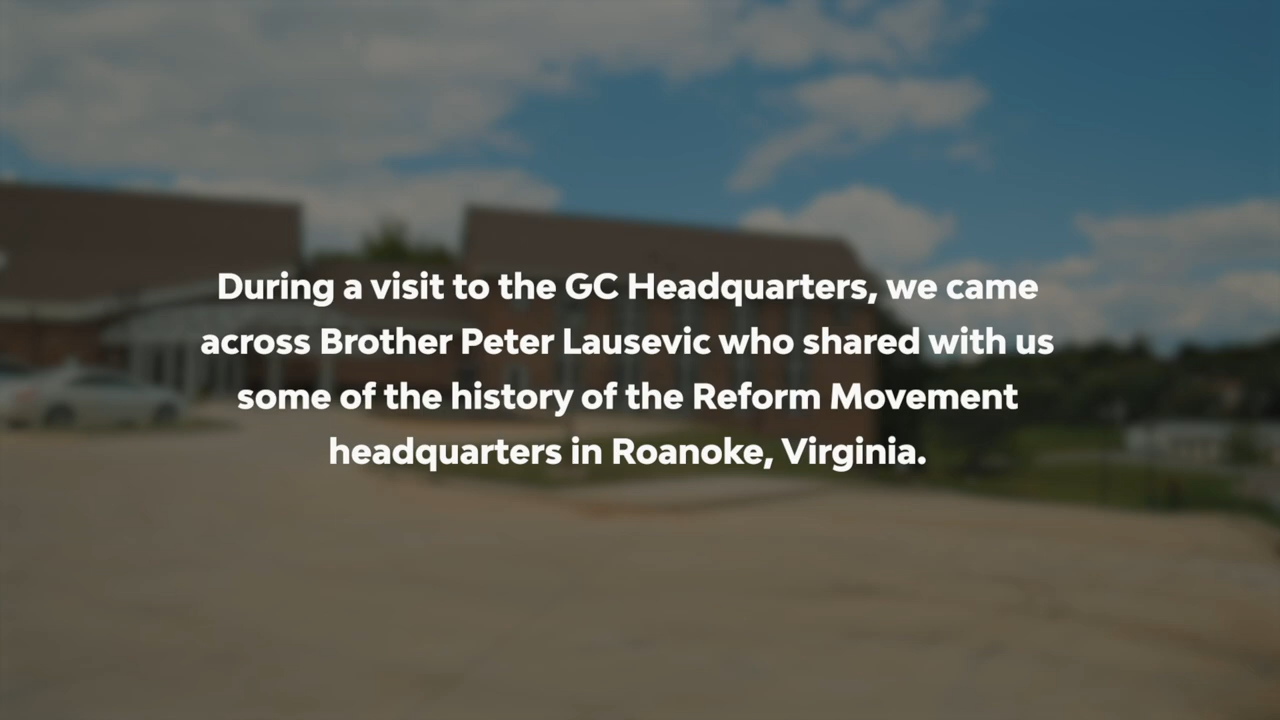 During a visit to the GC Headquarters, we came
across Brother Peter Lausevic who shared with us
some of the history of the Reform Movement
headquarters in Roanoke, Virginia.